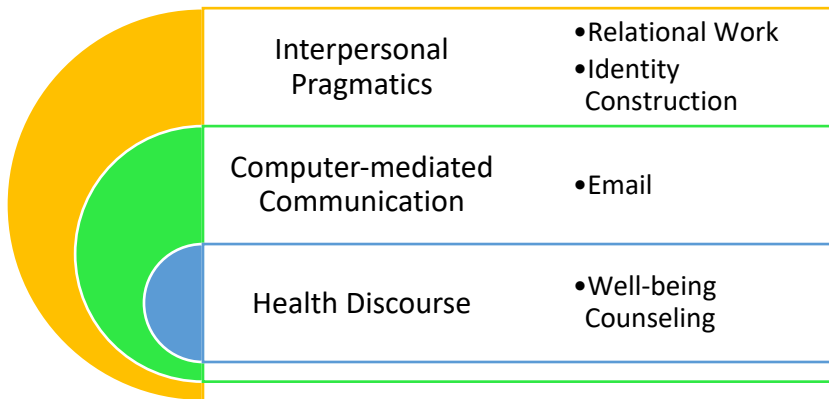 Interpersonal
Pragmatics
•Relational Work
•Identity
Construction
Computer-mediated
Communication
•Email
Health Discourse
•Well-being
Counseling